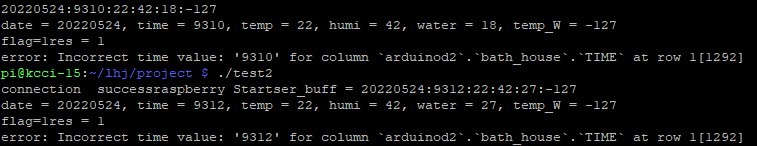 20220524:9310:22:42:18:-127
date = 20220524, time = 9310, temp = 22, humi = 42, water = 18, temp_W = -127
flag=1res = 1
error: Incorrect time value: '9310' for column `arduinod2`.`bath_house`.`TIME` at row 1[1292]
pi@kcci-15:~/lhj/project $ ./test2
connection  successraspberry Startser_buff = 20220524:9312:22:42:27:-127
date = 20220524, time = 9312, temp = 22, humi = 42, water = 27, temp_W = -127
flag=1res = 1
error: Incorrect time value: '9312' for column `arduinod2`.`bath_house`.`TIME` at row 1[1292]